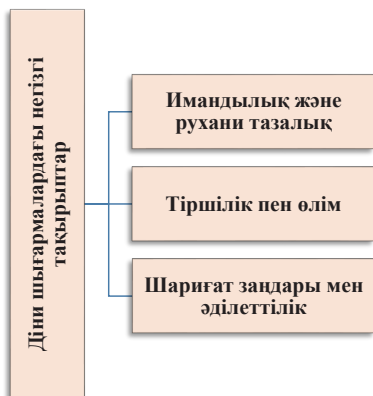 Діни шығармалардағы негізгі
тақырыптар
Имандылық және
рухани тазалық
Тіршілік пен өлім
Шариғат заңдары мен
әділеттілік